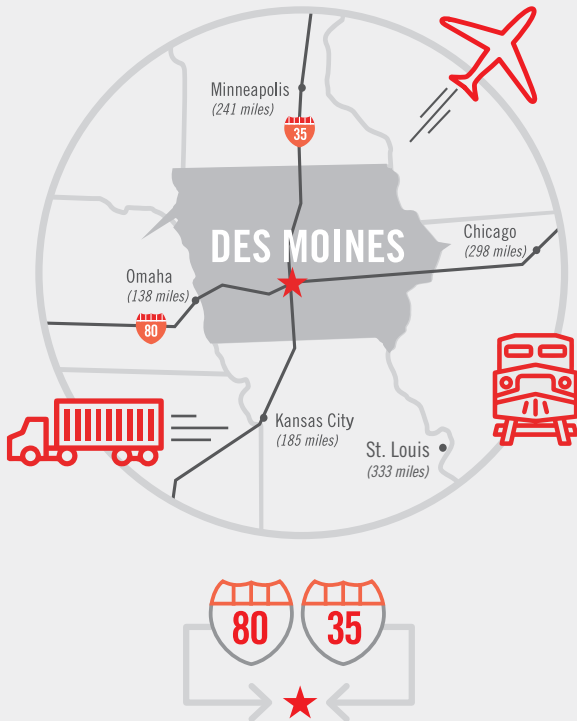 Minneapolis
(241 miles)
35
DES MOINES
Chicago
(298 miles)
Omaha
(138 miles)
80
Kansas City
(185 miles)
St. Louis
(333 miles)
80 35